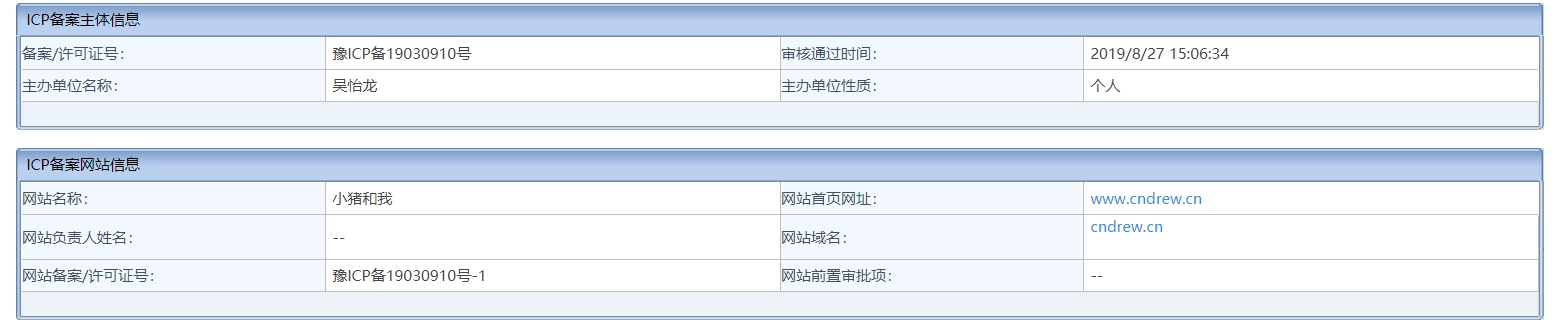 ICP备案主体信息
备案/许可证号： 豫ICP备19030910号 审核通过时间： 2019/8/27 15:06:34
主办单位名称： 吴怡龙 主办单位性质： 个人
ICP备案网站信息
网站名称： 小猪和我 网站首页网址： www.cndrew.cn
网站负责人姓名： -- 网站域名： cndrew.cn
网站备案/许可证号： 豫ICP备19030910号-1 网站前置审批项： --